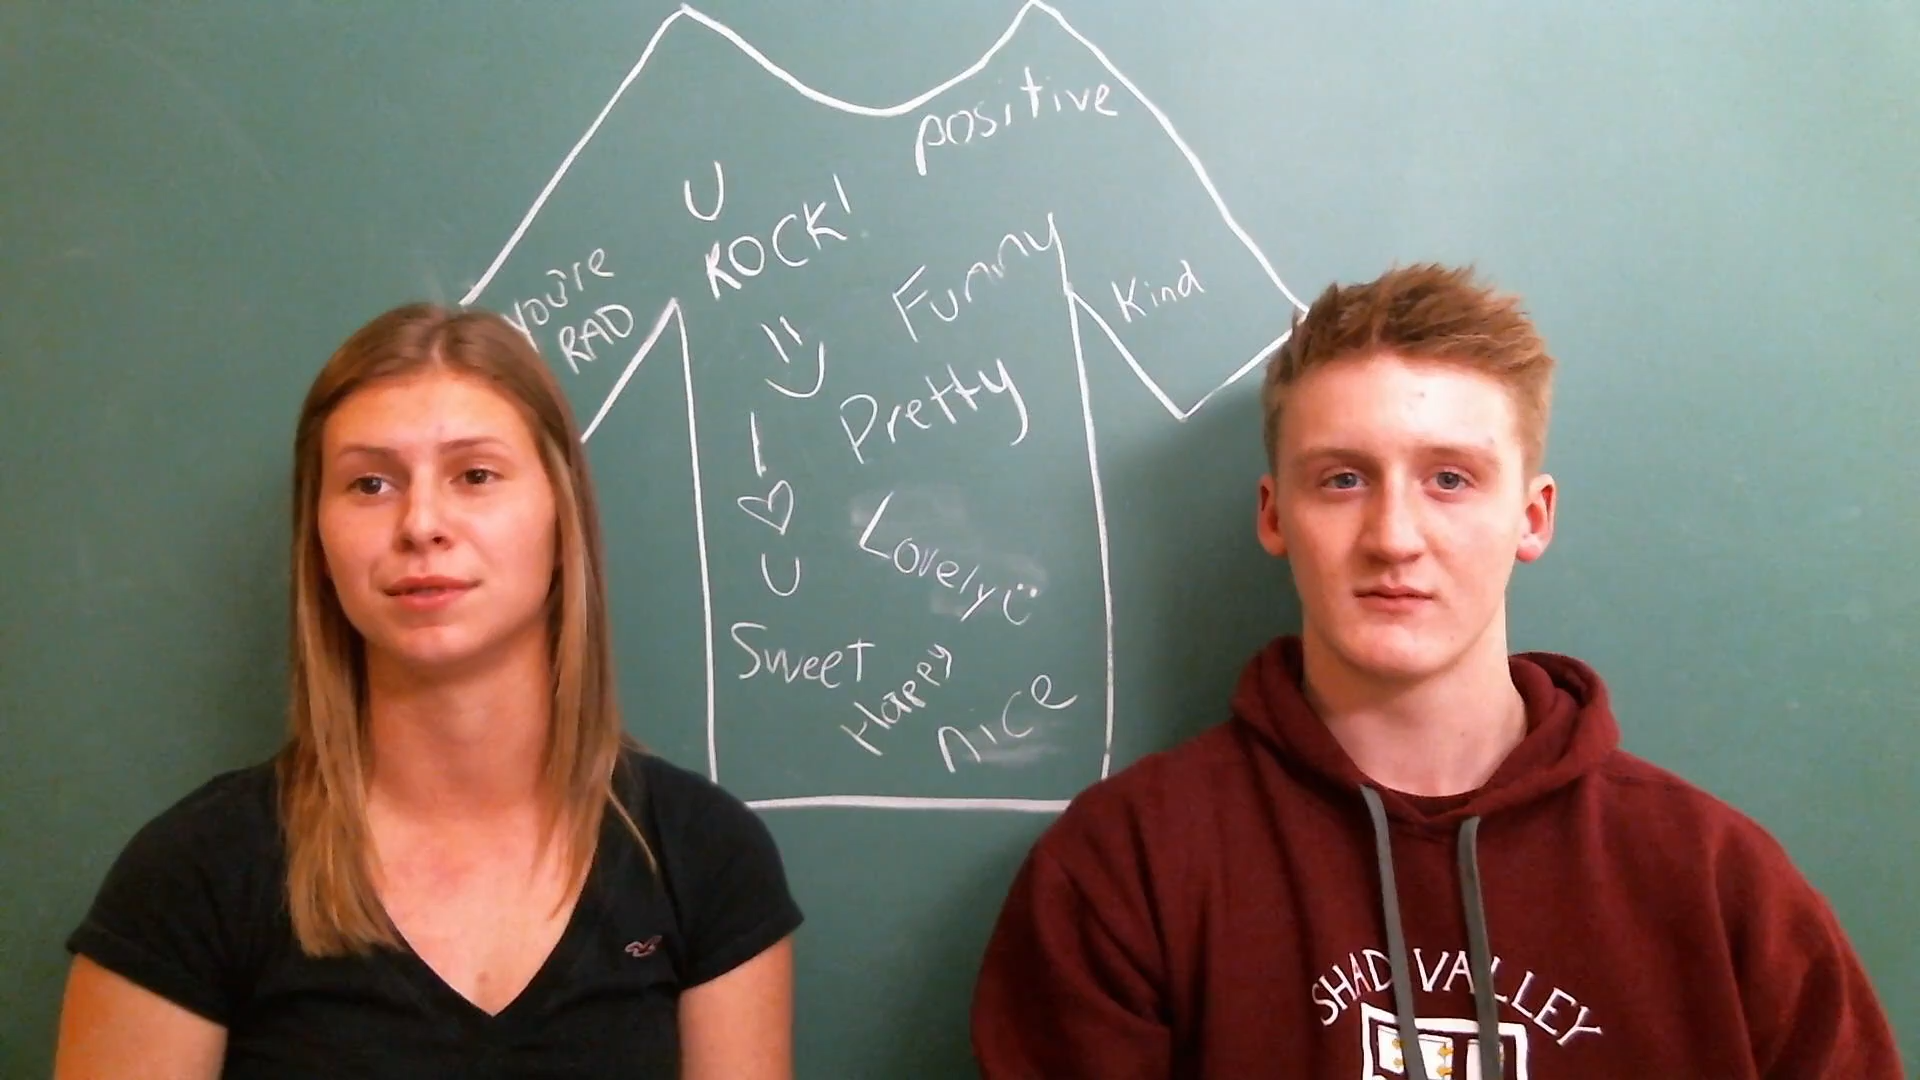 positive
U
ROCK!
you're
RAD
Funny
Kind
Pretty
I
♡
U
Lovely
Sweet
Happy
nice
SHAD VALLEY